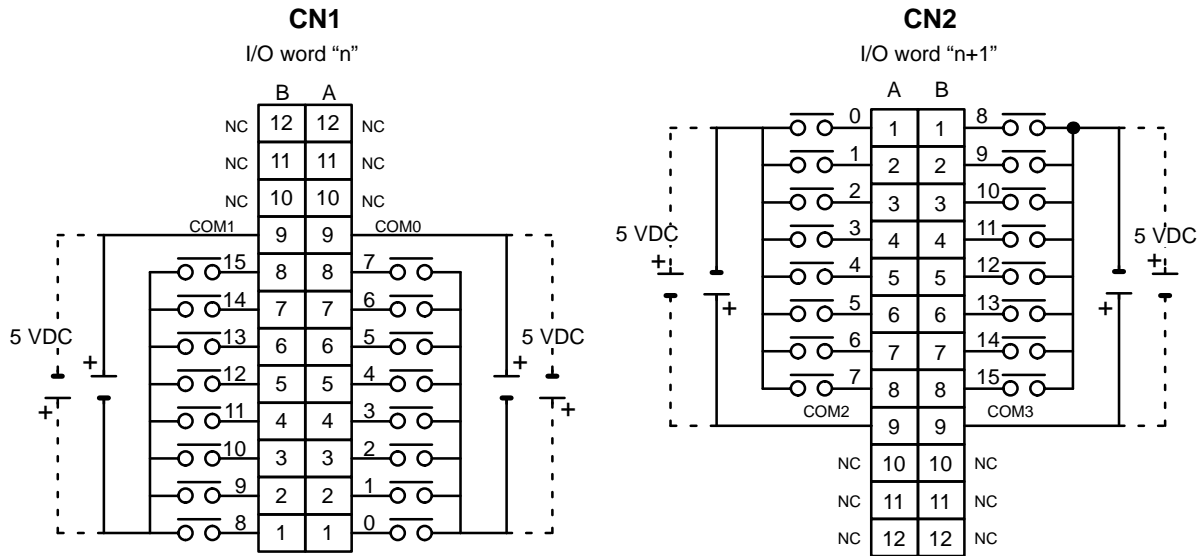 CN1
I/O word “n”
B A
NC 12 12 NC
NC 11 11 NC
NC 10 10 NC
COM1 9 9 COM0
15 8 8 7
14 7 7 6
5 VDC 13 6 6 5 5 VDC
+ 12 5 5 4 +
+ 11 4 4 3 +
10 3 3 2
9 2 2 1
8 1 1 0
CN2
I/O word “n+1”
A B
0 1 1 8
1 2 2 9
2 3 3 10
5 VDC 3 4 4 11 5 VDC
+ 4 5 5 12 +
+ 5 6 6 13 +
6 7 7 14
7 8 8 15
COM2 9 9 COM3
NC 10 10 NC
NC 11 11 NC
NC 12 12 NC